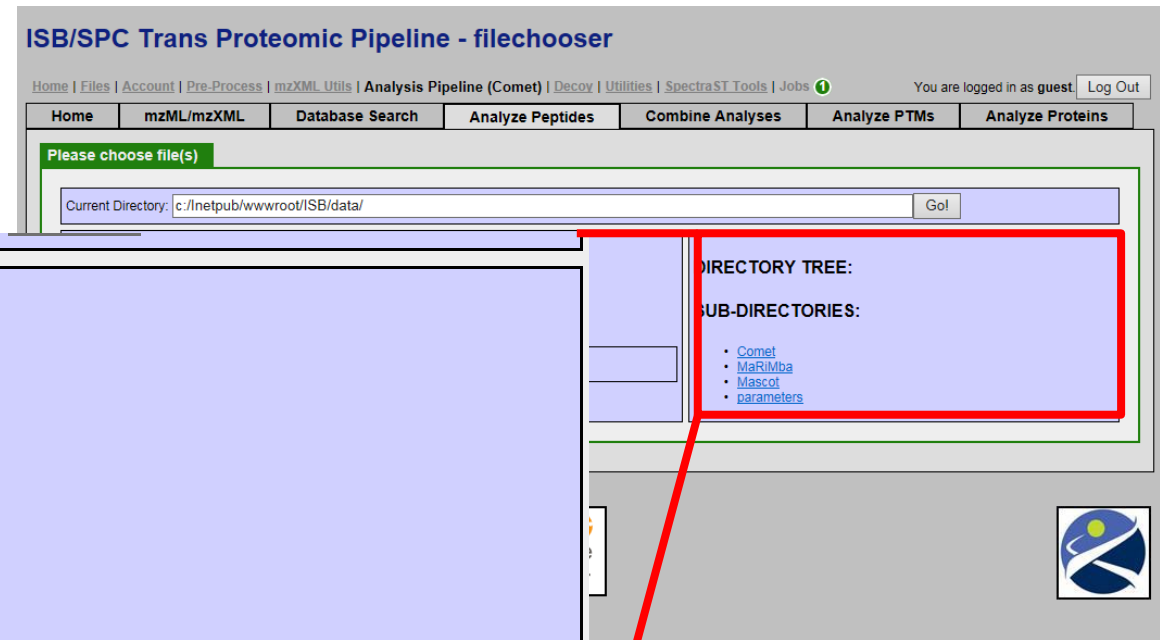 ISB/SPC Trans Proteomic Pipeline - filechooser
Home | Files | Account | Pre-Process | mzXML Utils | Analysis Pipeline (Comet) | Decoy | Utilities | SpectraST Tools | Jobs 1 You are logged in as guest. Log Out
Home mzML/mzXML Database Search Analyze Peptides Combine Analyses Analyze PTMs Analyze Proteins
Please choose file(s)
Current Directory: c:/Inetpub/wwwroot/ISB/data/ Go!
DIRECTORY TREE:
SUB-DIRECTORIES:
• Comet
• MaRiMba
• Mascot
• parameters